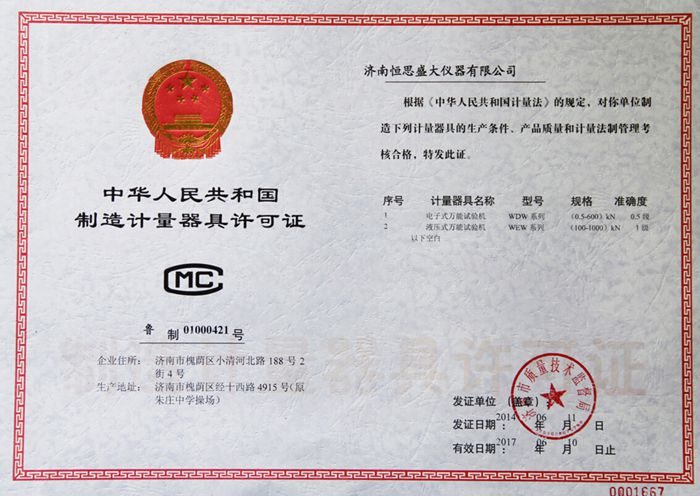 中华人民共和国
制造计量器具许可证
CMC
鲁 制 01000421 号
企业住所: 济南市槐荫区小清河北路 188 号 2
街 4 号
生产地址: 济南市槐荫区经十西路 4915 号(原
朱庄中学操场)
济南恒思盛大仪器有限公司
根据《中华人民共和国计量法》的规定，对你单位制
造下列计量器具的生产条件、产品质量和计量法制管理考
核合格，特发此证。
序号 计量器具名称 型号 规格 准确度
1 电子式万能试验机 WDW 系列 (0.5-600) kN 0.5 级
2 液压式万能试验机 WEW 系列 (100-1000) kN 1 级
以下空白
发证单位 (盖章)
济南市质量技术监督局
发证日期: 2014 年 06 月 11 日
有效日期: 2017 年 06 月 10 日止
0001667